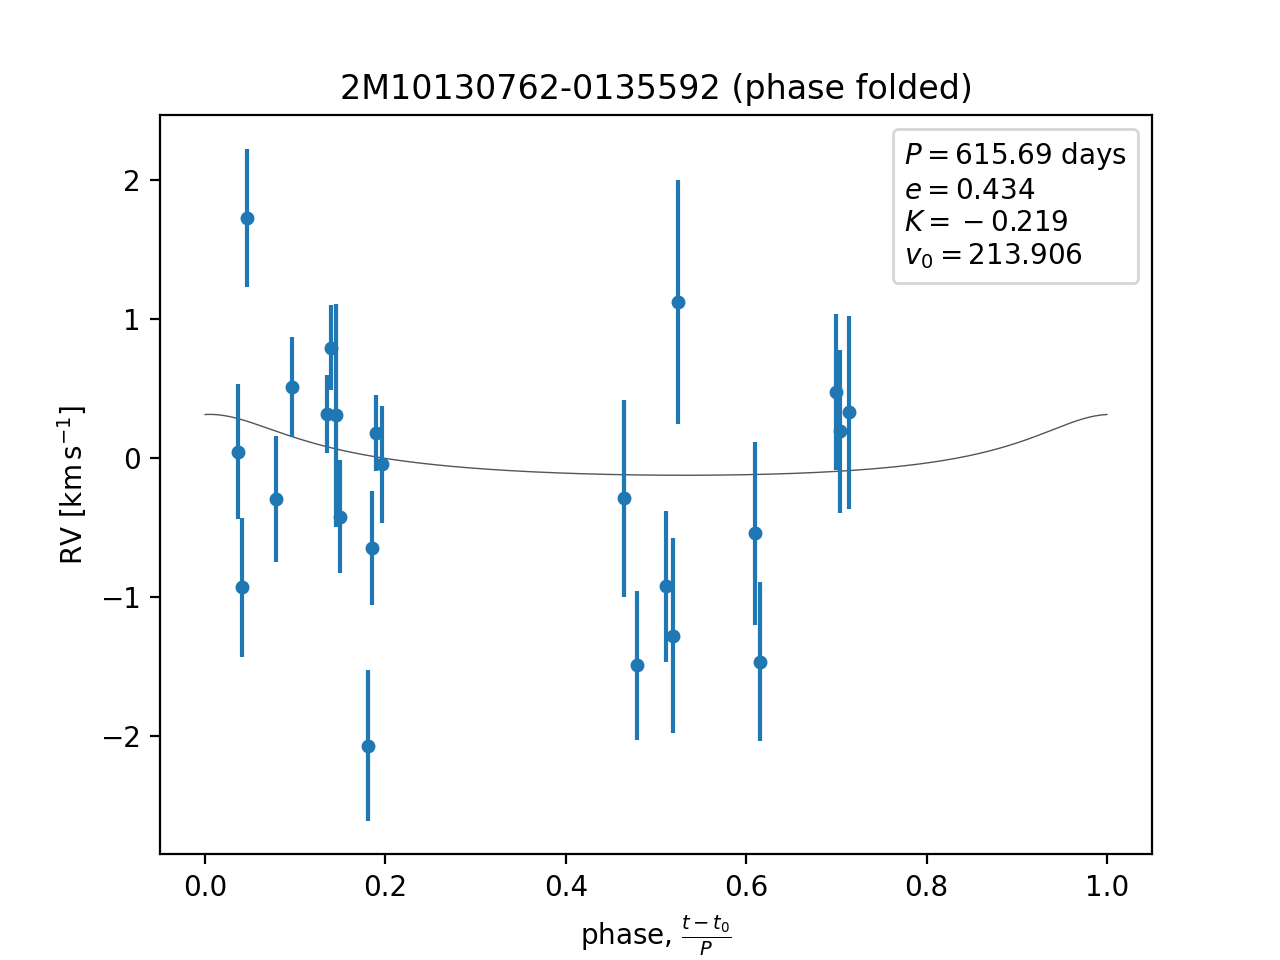 2M10130762-0135592 (phase folded)
P = 615.69 days
e = 0.434
K = −0.219
v₀ = 213.906
2
1
0
−1
−2
RV [km s⁻¹]
0.0 0.2 0.4 0.6 0.8 1.0
phase, (t − t₀)/P